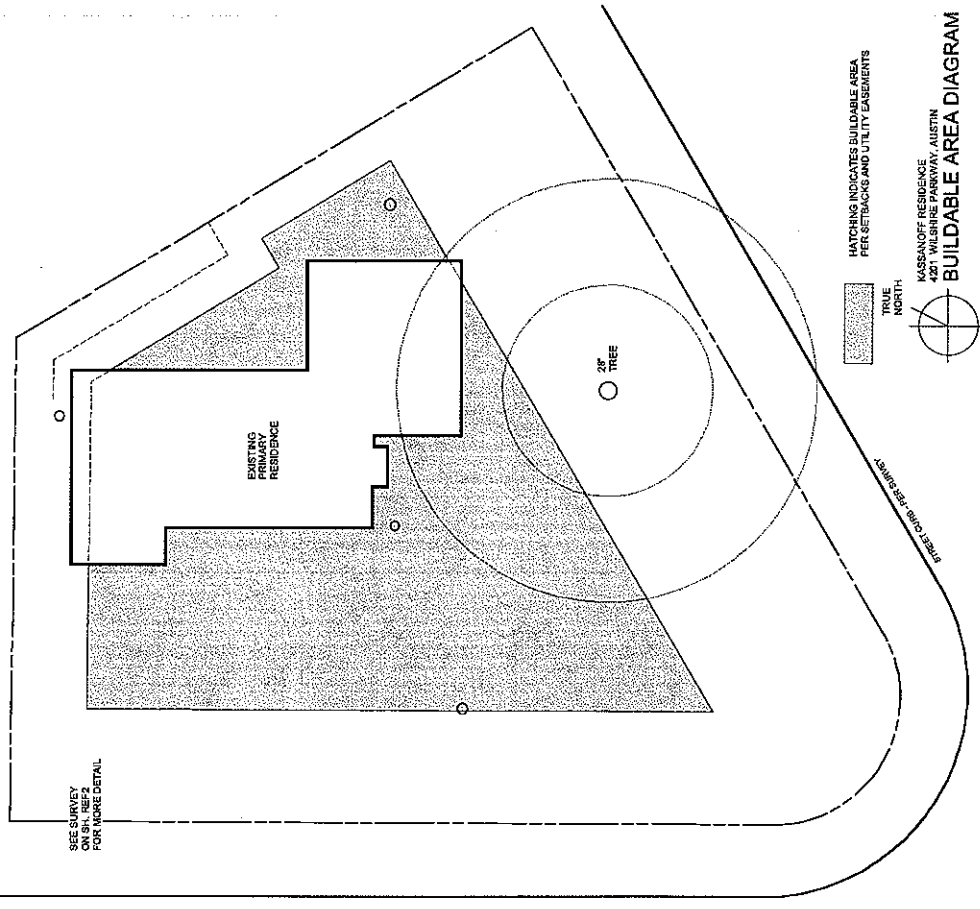 SEE SURVEY
ON SH. REF2
FOR MORE DETAIL
EXISTING
PRIMARY
RESIDENCE
28"
TREE
STREET CURB - PER SURVEY
HATCHING INDICATES BUILDABLE AREA
PER SETBACKS AND UTILITY EASEMENTS
TRUE
NORTH
KASSANOFF RESIDENCE
4201 WILSHIRE PARKWAY, AUSTIN
BUILDABLE AREA DIAGRAM